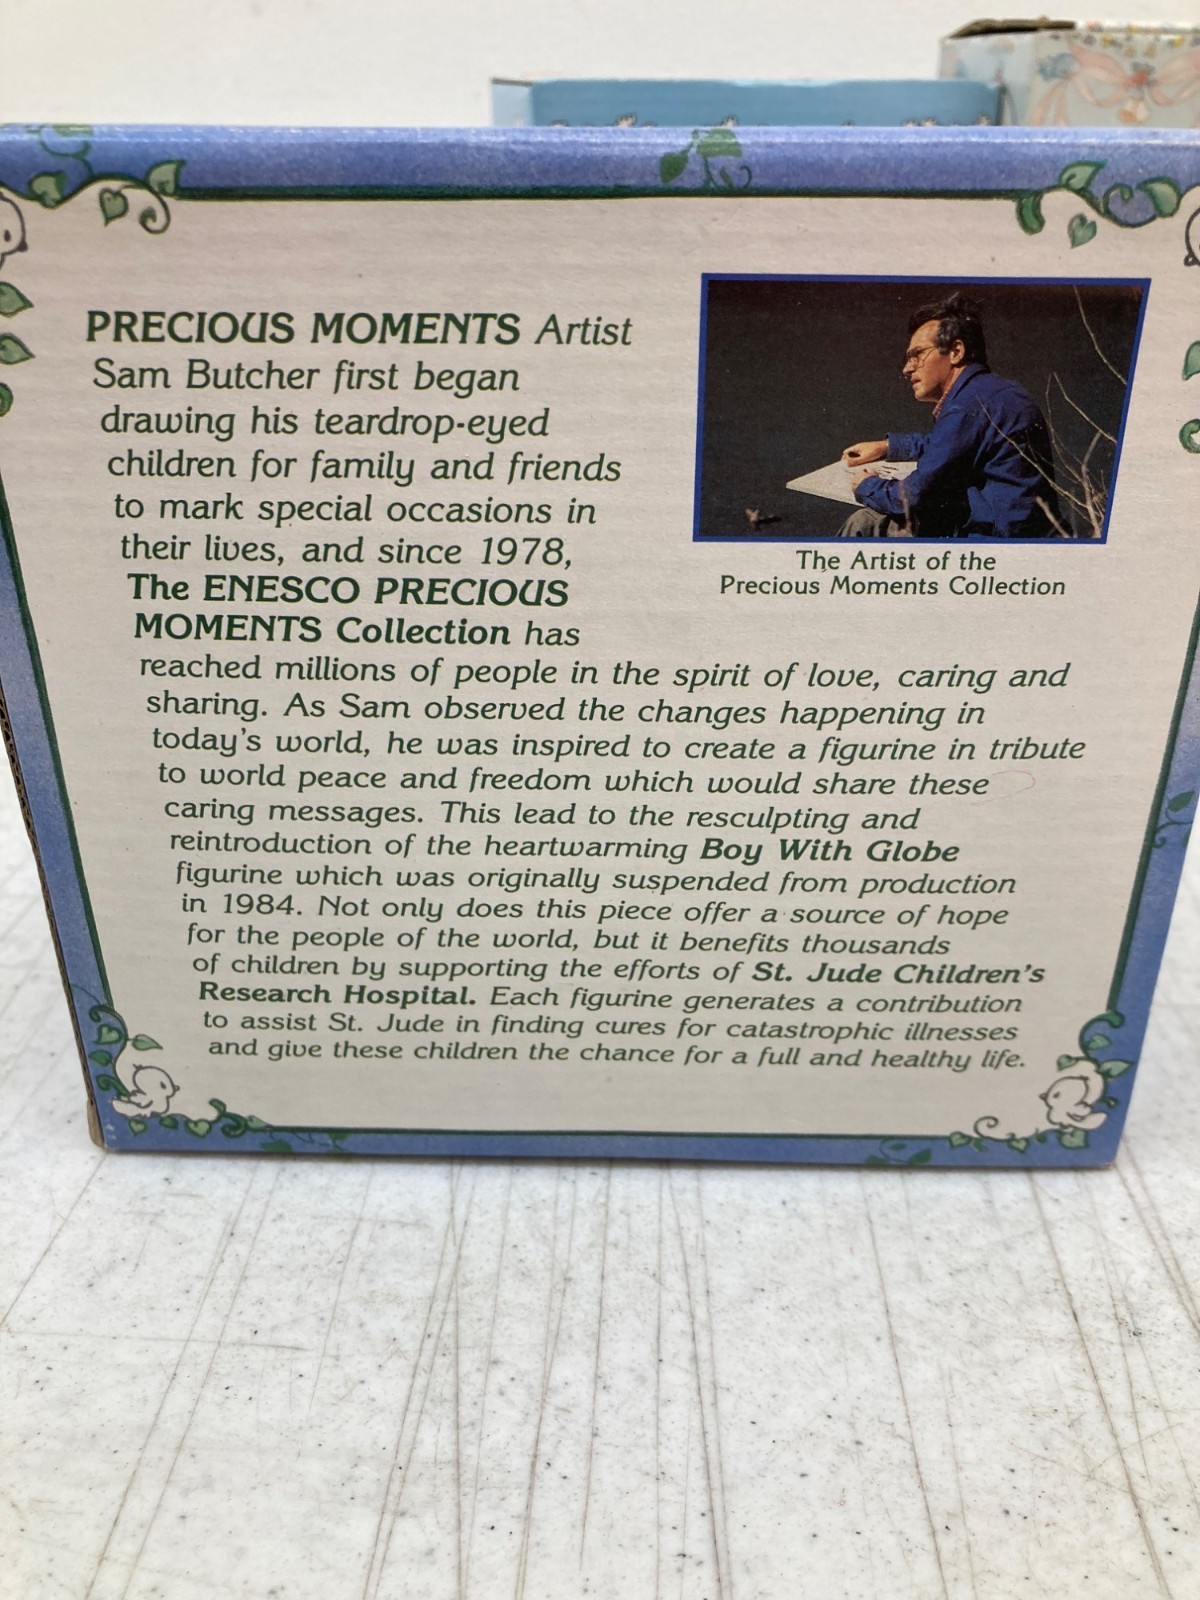 PRECIOUS MOMENTS Artist
Sam Butcher first began
drawing his teardrop-eyed
children for family and friends
to mark special occasions in
their lives, and since 1978,
The ENESCO PRECIOUS
MOMENTS Collection has
reached millions of people in the spirit of love, caring and
sharing. As Sam observed the changes happening in
today's world, he was inspired to create a figurine in tribute
to world peace and freedom which would share these
caring messages. This lead to the resculpting and
reintroduction of the heartwarming Boy With Globe
figurine which was originally suspended from production
in 1984. Not only does this piece offer a source of hope
for the people of the world, but it benefits thousands
of children by supporting the efforts of St. Jude Children's
Research Hospital. Each figurine generates a contribution
to assist St. Jude in finding cures for catastrophic illnesses
and give these children the chance for a full and healthy life.
The Artist of the
Precious Moments Collection